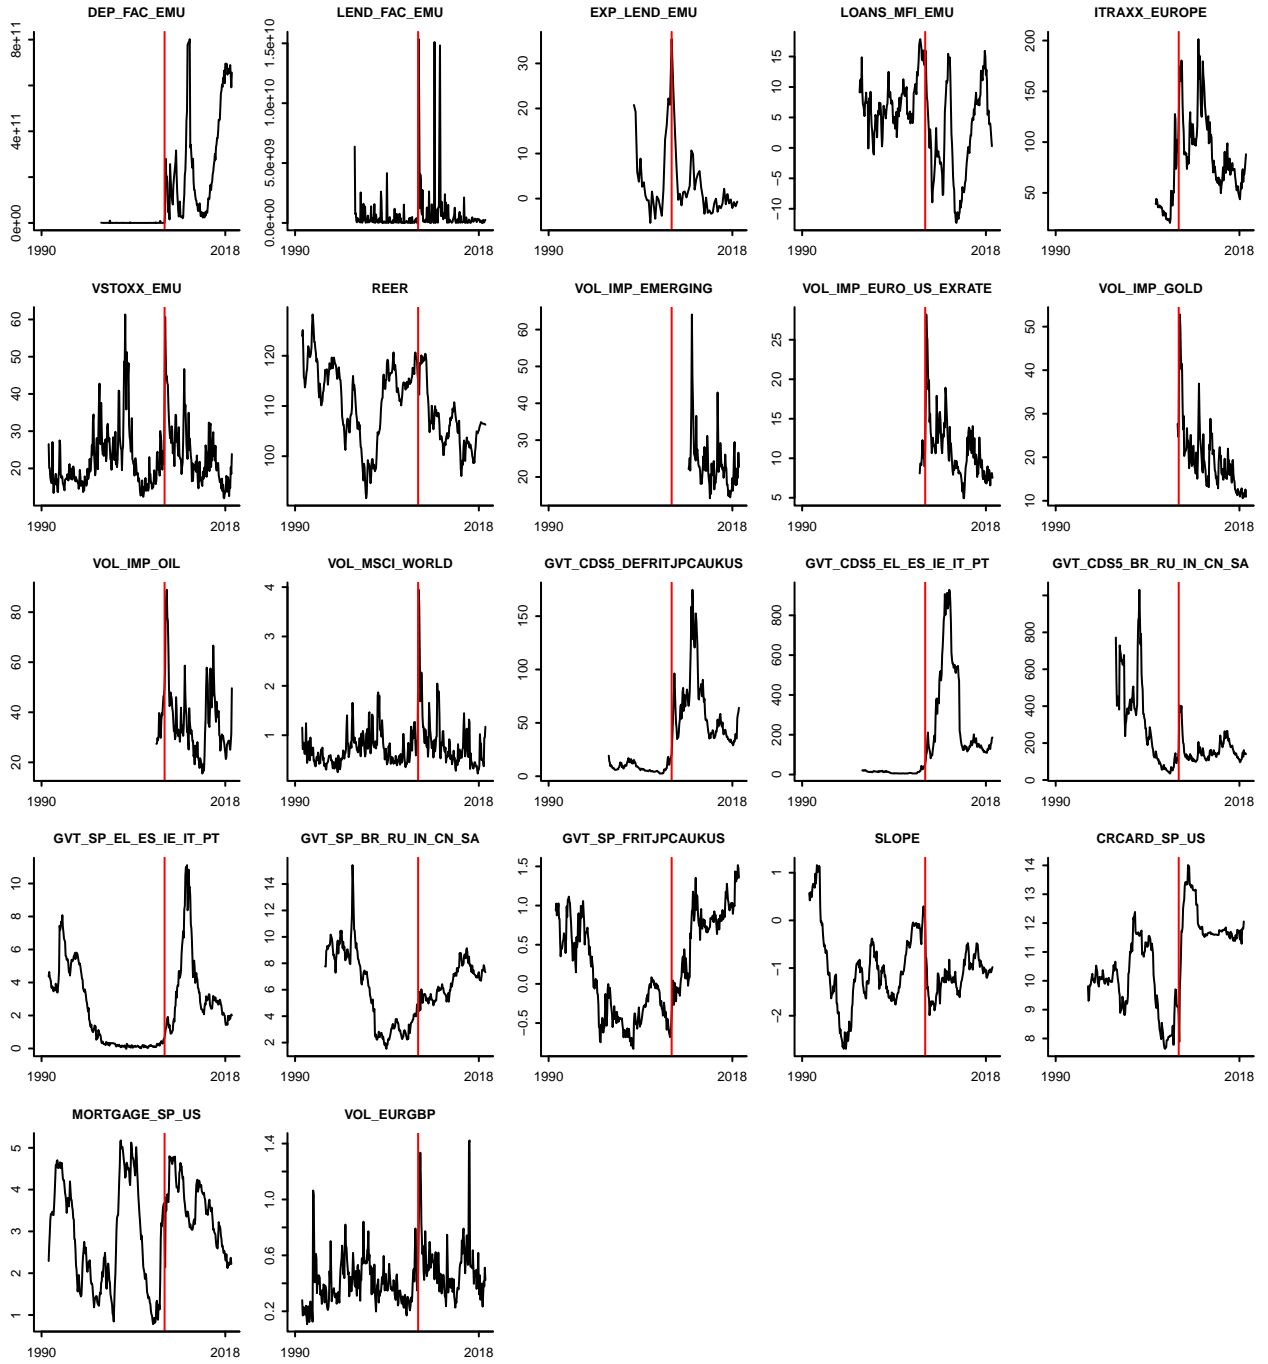 DEP_FAC_EMU
LEND_FAC_EMU
EXP_LEND_EMU
LOANS_MFI_EMU
ITRAXX_EUROPE
0e+00 4e+11 8e+11
1990 2018
0.0e+00 5.0e+09 1.0e+10 1.5e+10
1990 2018
0 10 20 30
1990 2018
−10 −5 0 5 10 15
1990 2018
50 100 150 200
1990 2018
VSTOXX_EMU
REER
VOL_IMP_EMERGING
VOL_IMP_EURO_US_EXRATE
VOL_IMP_GOLD
20 30 40 50 60
1990 2018
100 110 120
1990 2018
20 30 40 50 60
1990 2018
5 10 15 20 25
1990 2018
10 20 30 40 50
1990 2018
VOL_IMP_OIL
VOL_MSCI_WORLD
GVT_CDS5_DEFRITJPCAUKUS
GVT_CDS5_EL_ES_IE_IT_PT
GVT_CDS5_BR_RU_IN_CN_SA
20 40 60 80
1990 2018
1 2 3 4
1990 2018
0 50 100 150
1990 2018
0 200 400 600 800
1990 2018
0 200 400 600 800
1990 2018
GVT_SP_EL_ES_IE_IT_PT
GVT_SP_BR_RU_IN_CN_SA
GVT_SP_FRITJPCAUKUS
SLOPE
CRCARD_SP_US
0 2 4 6 8 10
1990 2018
2 4 6 8 10 12 14
1990 2018
−0.5 0.0 0.5 1.0 1.5
1990 2018
−2 −1 0 1
1990 2018
8 9 10 11 12 13 14
1990 2018
MORTGAGE_SP_US
VOL_EURGBP
1 2 3 4 5
1990 2018
0.2 0.6 1.0 1.4
1990 2018